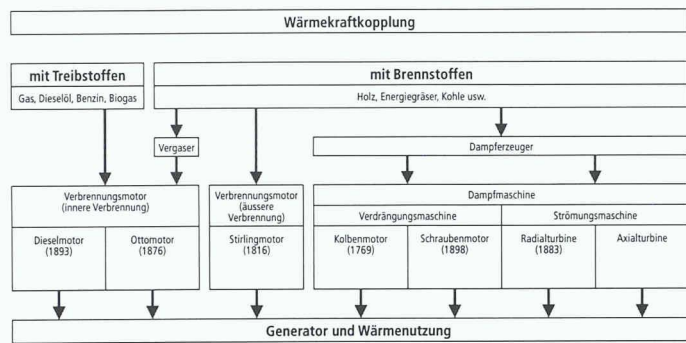 Wärmekraftkopplung
mit Treibstoffen
Gas, Dieselöl, Benzin, Biogas
mit Brennstoffen
Holz, Energiegräser, Kohle usw.
Vergaser
Dampferzeuger
Verbrennungsmotor
(innere Verbrennung)
Dieselmotor
(1893)
Ottomotor
(1876)
Verbrennungsmotor
(äussere
Verbrennung)
Stirlingmotor
(1816)
Dampfmaschine
Verdrängungsmaschine
Strömungsmaschine
Kolbenmotor
(1769)
Schraubenmotor
(1898)
Radialturbine
(1883)
Axialturbine
Generator und Wärmenutzung